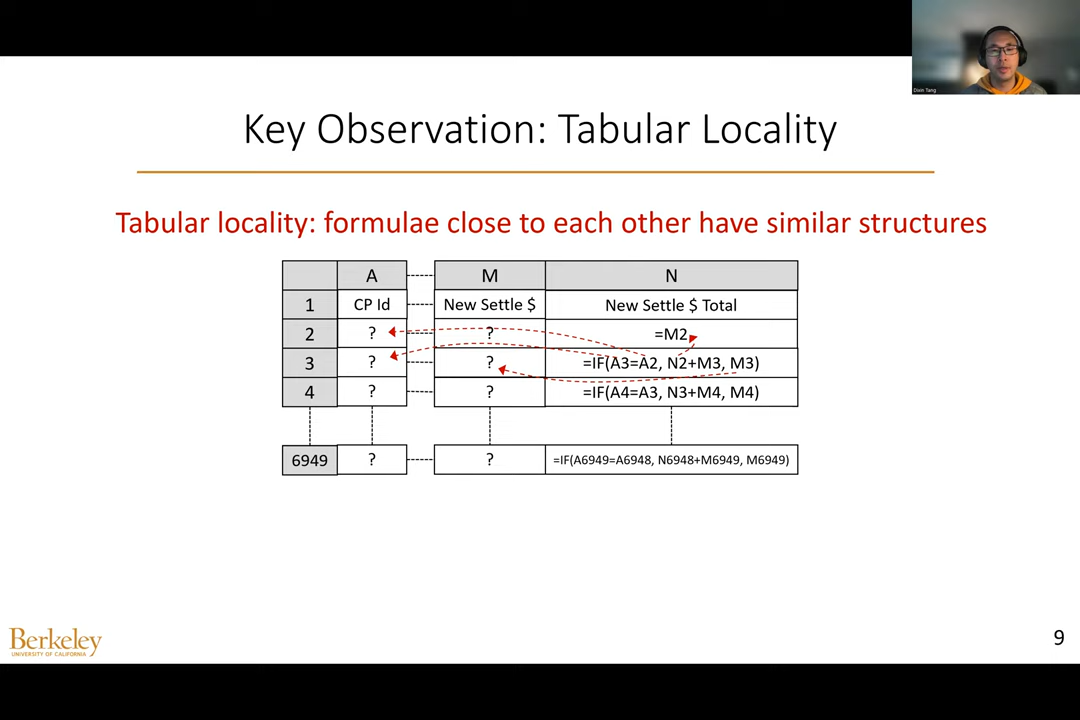 Dixin Tang
Key Observation: Tabular Locality
Tabular locality: formulae close to each other have similar structures
A M N
1 CP Id New Settle $ New Settle $ Total
2 ? ? =M2
3 ? ? =IF(A3=A2, N2+M3, M3)
4 ? ? =IF(A4=A3, N3+M4, M4)
6949 ? ? =IF(A6949=A6948, N6948+M6949, M6949)
Berkeley
UNIVERSITY OF CALIFORNIA
9